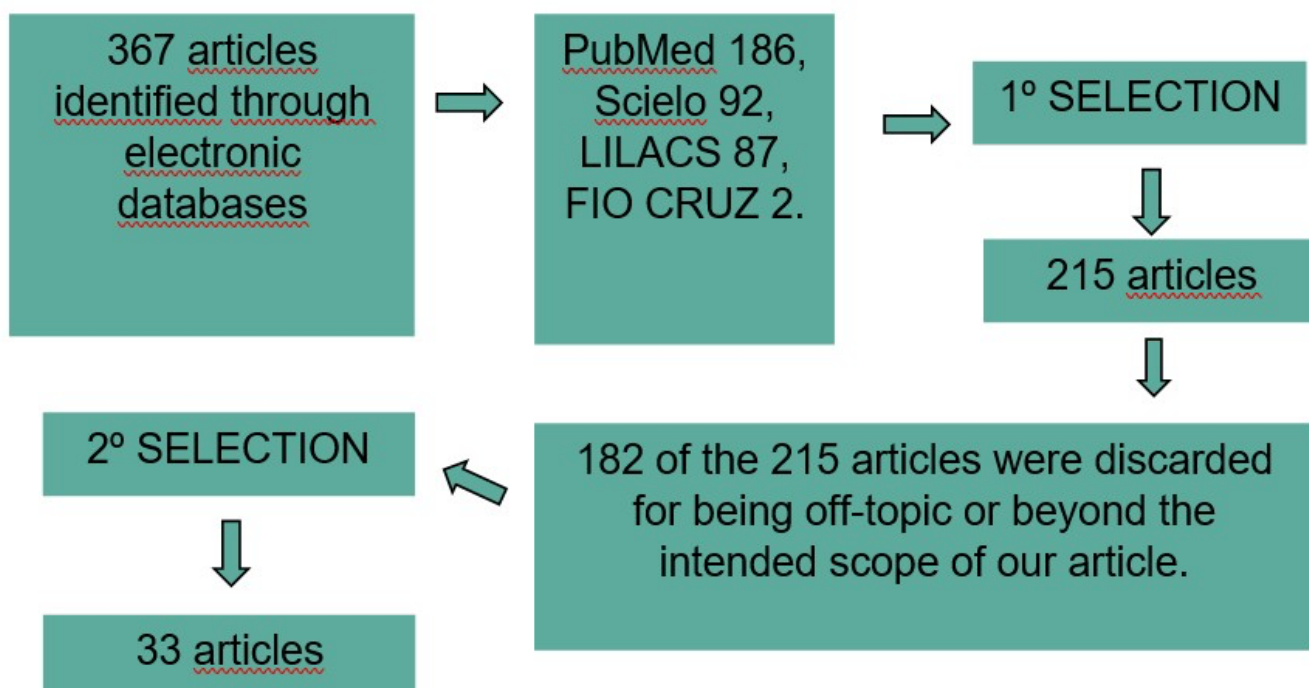 367 articles
identified through
electronic
databases
PubMed 186,
Scielo 92,
LILACS 87,
FIO CRUZ 2.
1º SELECTION
215 articles
182 of the 215 articles were discarded
for being off-topic or beyond the
intended scope of our article.
2º SELECTION
33 articles